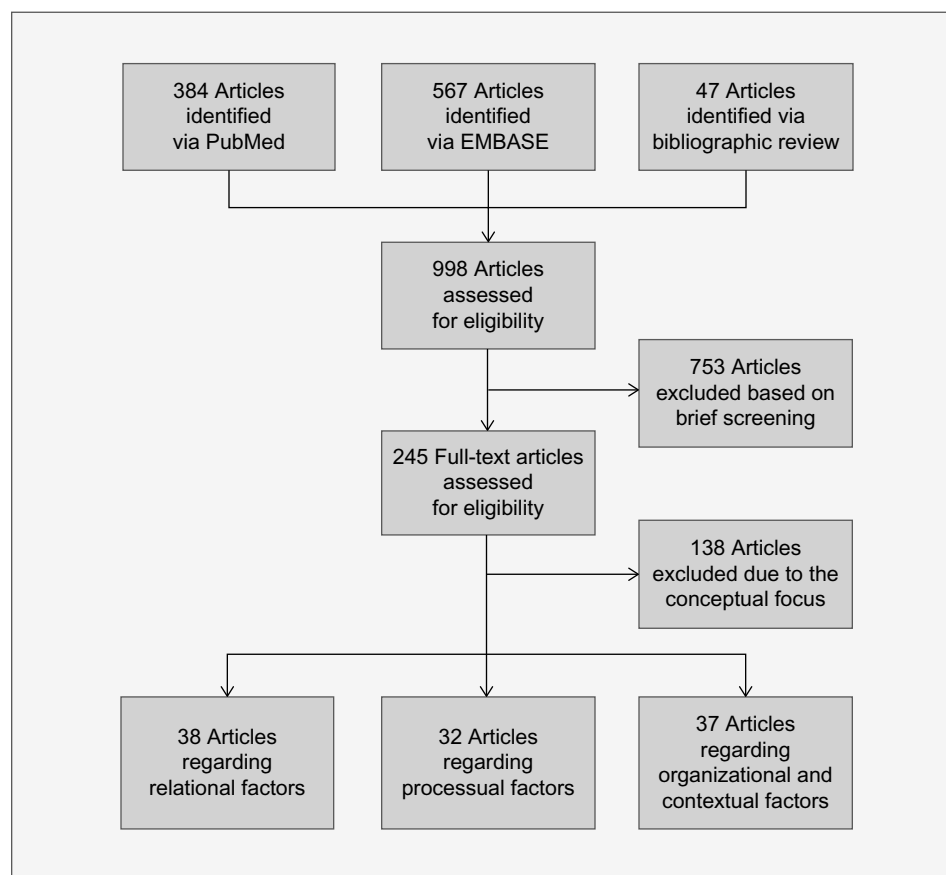 384 Articles
identified
via PubMed
567 Articles
identified
via EMBASE
47 Articles
identified via
bibliographic review
998 Articles
assessed
for eligibility
753 Articles
excluded based on
brief screening
245 Full-text articles
assessed
for eligibility
138 Articles
excluded due to the
conceptual focus
38 Articles
regarding
relational factors
32 Articles
regarding
processual factors
37 Articles
regarding
organizational and
contextual factors